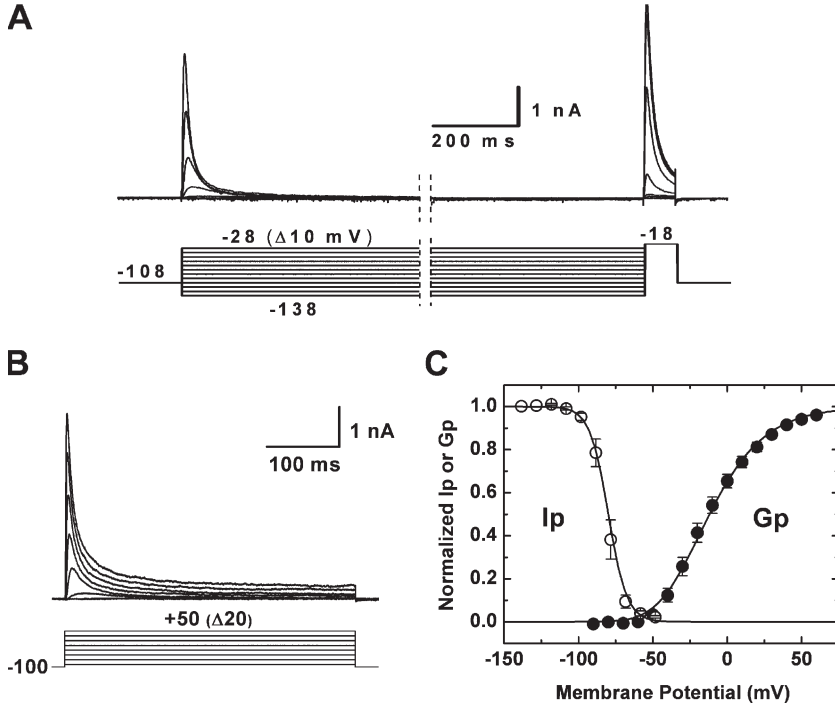 A
1 nA
200 ms
-28 (Δ10 mV)
-18
-108
-138
B
1 nA
100 ms
+50 (Δ20)
-100
C
1.0
0.8
0.6
0.4
0.2
0.0
Normalized Ip or Gp
Ip
Gp
-150 -100 -50 0 50
Membrane Potential (mV)